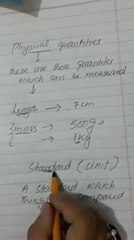 Physical quantities
↓
these are those quantities
which can be measured
Length → 7cm
mass → 500g
→ 1kg
Standard (Unit)
A standard which
compared